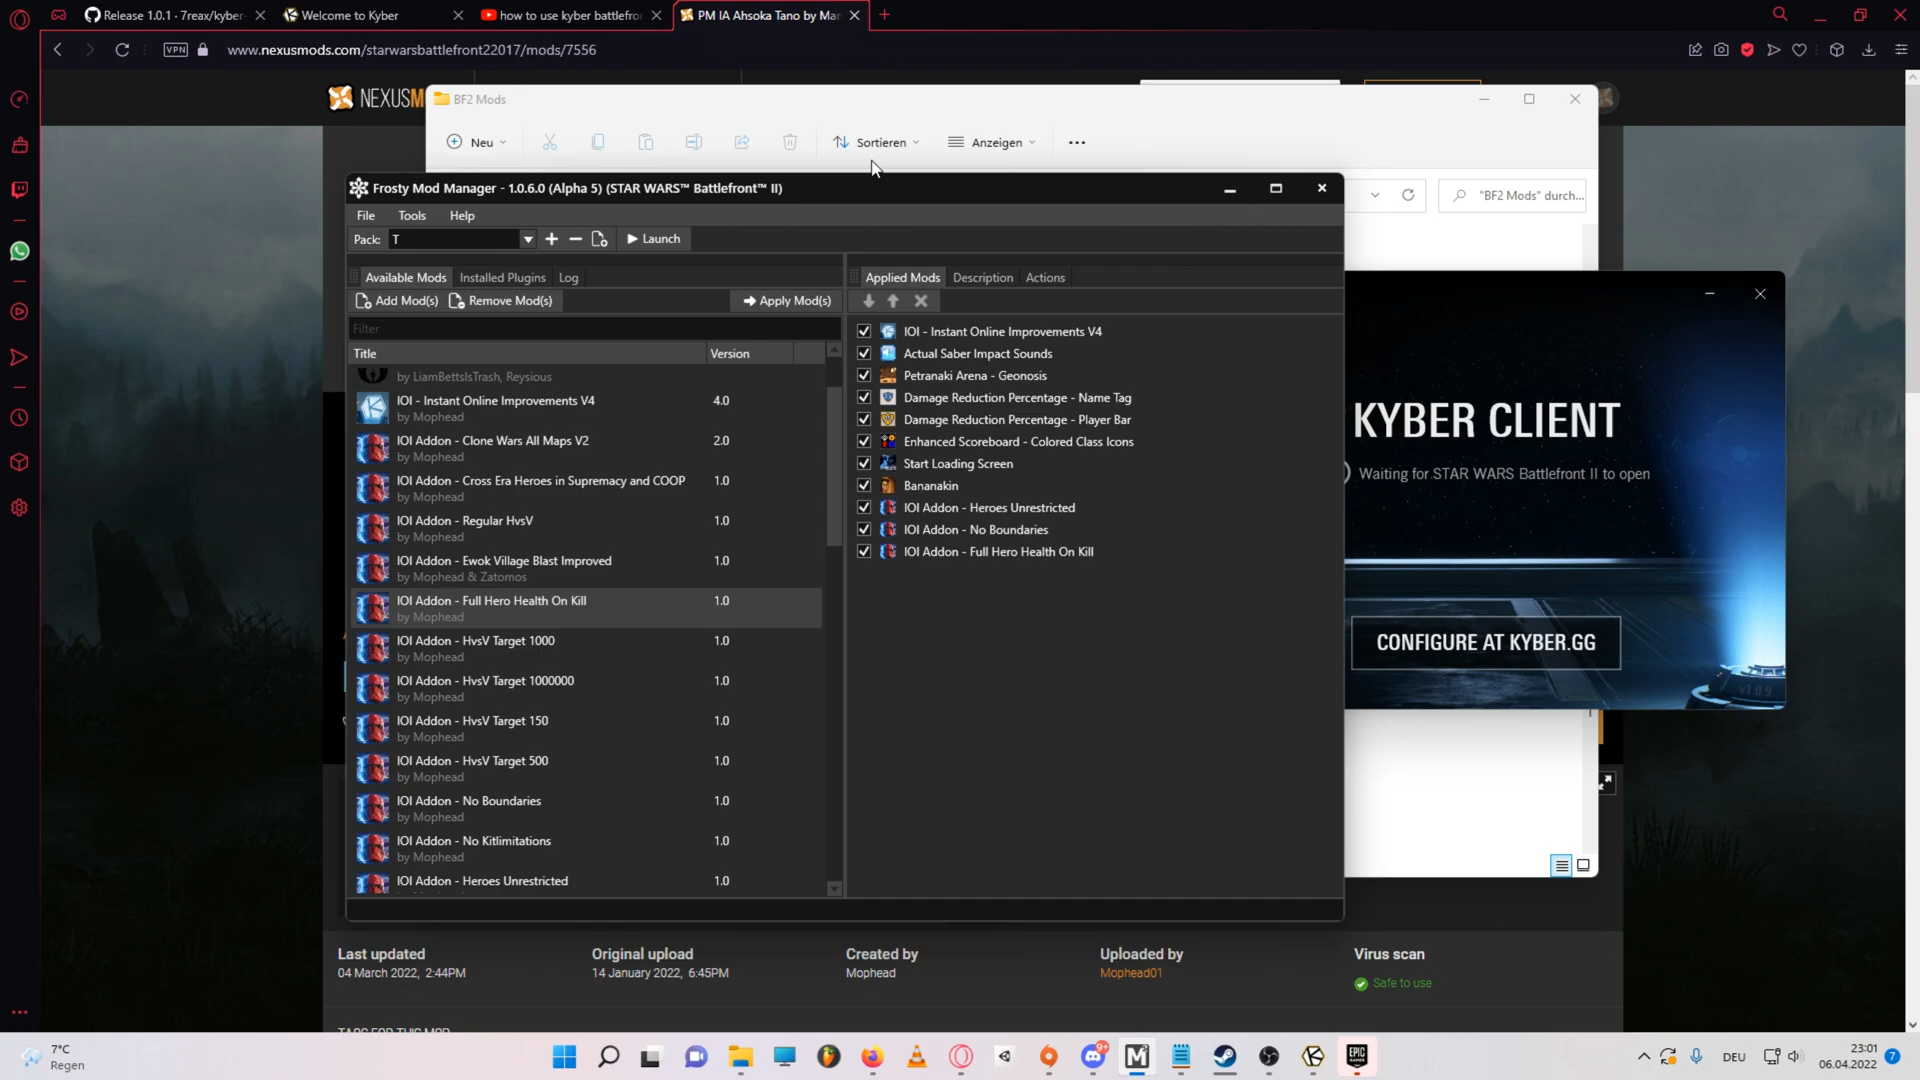 Release 1.0.1 · 7reax/kyber-
Welcome to Kyber
how to use kyber battlefro
PM IA Ahsoka Tano by Ma
VPN
www.nexusmods.com/starwarsbattlefront22017/mods/7556
NEXUSM
BF2 Mods
Neu
Sortieren
Anzeigen
"BF2 Mods" durch...
Frosty Mod Manager - 1.0.6.0 (Alpha 5) (STAR WARS™ Battlefront™ II)
File
Tools
Help
Pack:
T
Launch
Available Mods
Installed Plugins
Log
Applied Mods
Description
Actions
Add Mod(s)
Remove Mod(s)
Apply Mod(s)
Filter
Title
Version
by LiamBettsIsTrash, Reysious
IOI - Instant Online Improvements V4
4.0
by Mophead
IOI Addon - Clone Wars All Maps V2
2.0
by Mophead
IOI Addon - Cross Era Heroes in Supremacy and COOP
1.0
by Mophead
IOI Addon - Regular HvsV
1.0
by Mophead
IOI Addon - Ewok Village Blast Improved
1.0
by Mophead & Zatomos
IOI Addon - Full Hero Health On Kill
1.0
by Mophead
IOI Addon - HvsV Target 1000
1.0
by Mophead
IOI Addon - HvsV Target 1000000
1.0
by Mophead
IOI Addon - HvsV Target 150
1.0
by Mophead
IOI Addon - HvsV Target 500
1.0
by Mophead
IOI Addon - No Boundaries
1.0
by Mophead
IOI Addon - No Kitlimitations
1.0
by Mophead
IOI Addon - Heroes Unrestricted
1.0
IOI - Instant Online Improvements V4
Actual Saber Impact Sounds
Petranaki Arena - Geonosis
Damage Reduction Percentage - Name Tag
Damage Reduction Percentage - Player Bar
Enhanced Scoreboard - Colored Class Icons
Start Loading Screen
Bananakin
IOI Addon - Heroes Unrestricted
IOI Addon - No Boundaries
IOI Addon - Full Hero Health On Kill
KYBER CLIENT
Waiting for STAR WARS Battlefront II to open
CONFIGURE AT KYBER.GG
v1.0.9
Last updated
04 March 2022, 2:44PM
Original upload
14 January 2022, 6:45PM
Created by
Mophead
Uploaded by
Mophead01
Virus scan
Safe to use
TAGS FOR THIS MOD
7°C
Regen
9+
EPIC
GAMES
DEU
23:01
06.04.2022
7